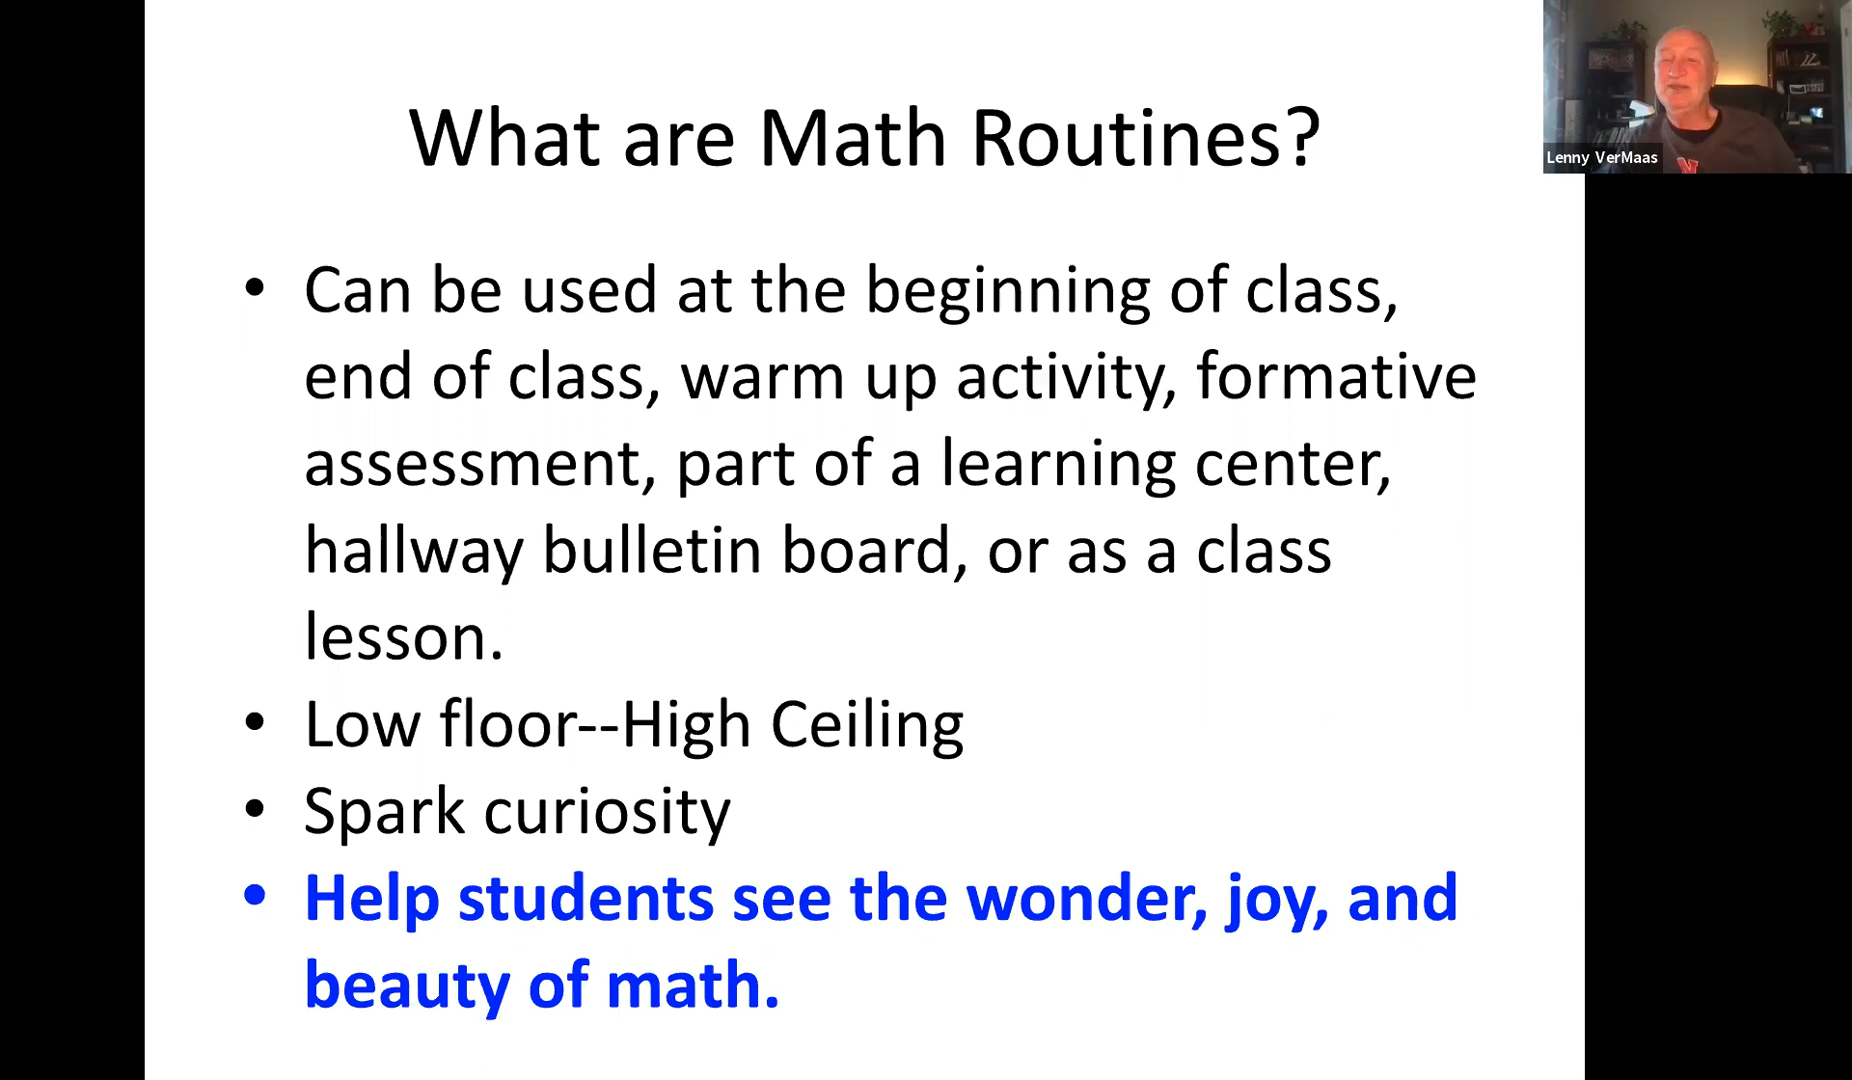 What are Math Routines?
Lenny VerMaas
• Can be used at the beginning of class,
end of class, warm up activity, formative
assessment, part of a learning center,
hallway bulletin board, or as a class
lesson.
• Low floor--High Ceiling
• Spark curiosity
• Help students see the wonder, joy, and
beauty of math.
N